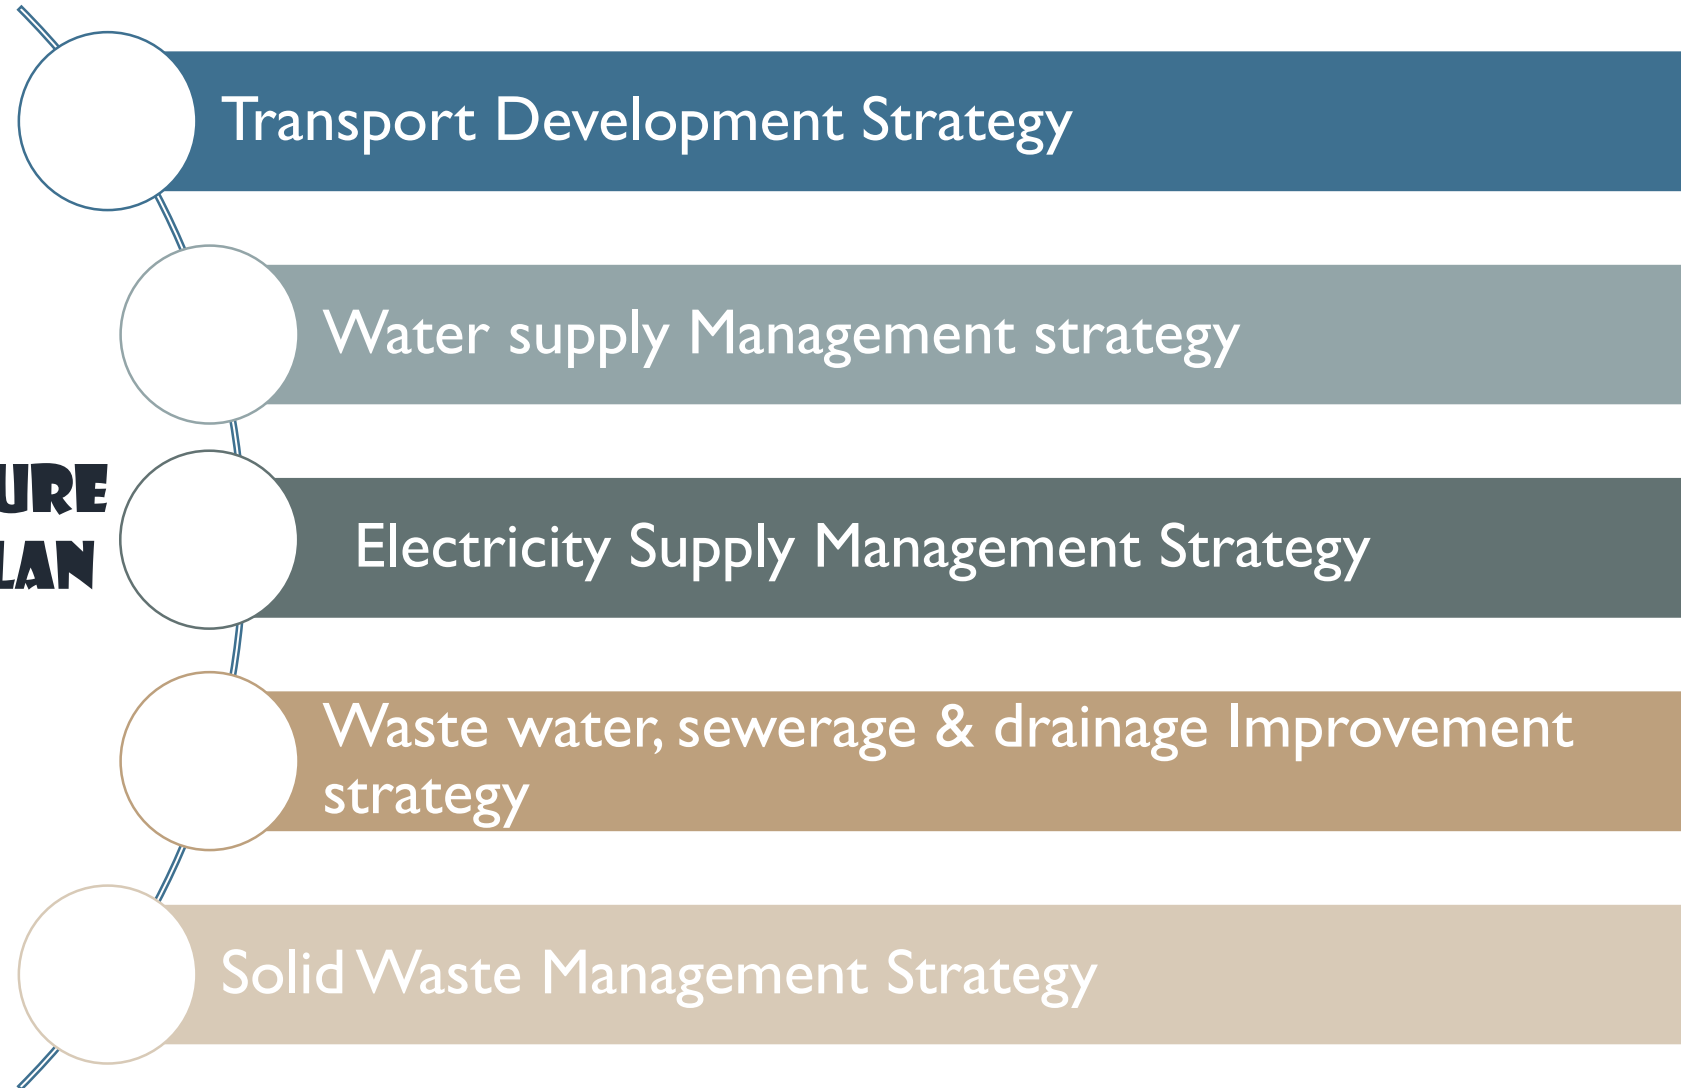 Transport Development Strategy
Water supply Management strategy
URE
LAN
Electricity Supply Management Strategy
Waste water, sewerage & drainage Improvement
strategy
Solid Waste Management Strategy